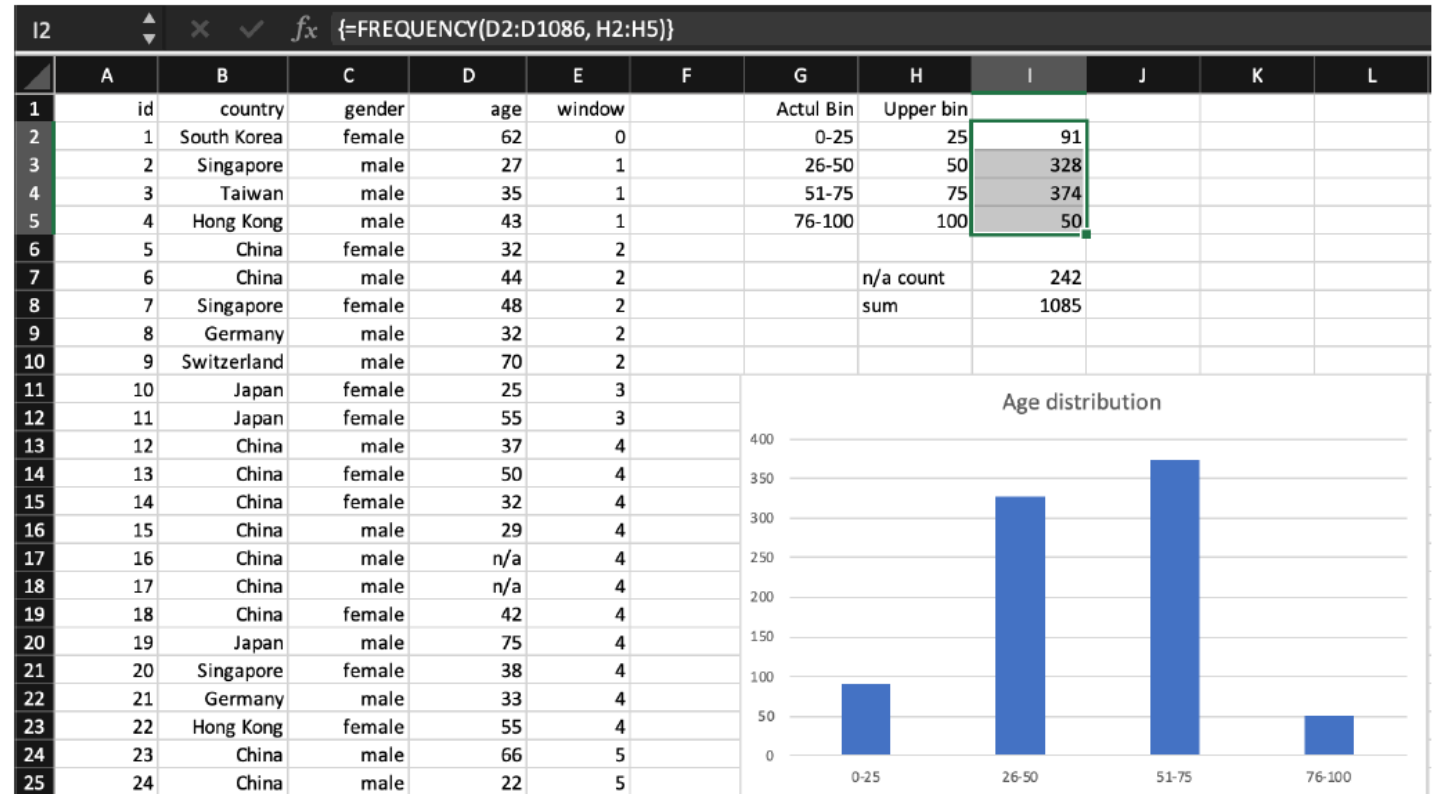 I2 fx {=FREQUENCY(D2:D1086, H2:H5)}
A B C D E F G H I J K L
1 id country gender age window Actul Bin Upper bin
2 1 South Korea female 62 0 0-25 25 91
3 2 Singapore male 27 1 26-50 50 328
4 3 Taiwan male 35 1 51-75 75 374
5 4 Hong Kong male 43 1 76-100 100 50
6 5 China female 32 2
7 6 China male 44 2 n/a count 242
8 7 Singapore female 48 2 sum 1085
9 8 Germany male 32 2
10 9 Switzerland male 70 2
11 10 Japan female 25 3
12 11 Japan female 55 3
13 12 China male 37 4
14 13 China female 50 4
15 14 China female 32 4
16 15 China male 29 4
17 16 China male n/a 4
18 17 China male n/a 4
19 18 China female 42 4
20 19 Japan male 75 4
21 20 Singapore female 38 4
22 21 Germany male 33 4
23 22 Hong Kong female 55 4
24 23 China male 66 5
25 24 China male 22 5
Age distribution
400
350
300
250
200
150
100
50
0
0-25 26-50 51-75 76-100